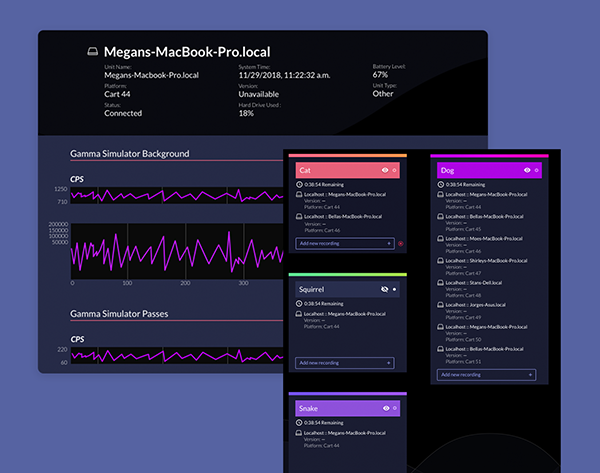 Megans-MacBook-Pro.local
Unit Name: System Time: Battery Level:
Megans-Macbook-Pro.local 11/29/2018, 11:22:32 a.m. 67%
Platform: Version: Unit Type:
Cart 44 Unavailable Other
Status: Hard Drive Used :
Connected 18%
Gamma Simulator Background
CPS
1250
710
200000
150000
100000
50000
0 100 200 300
Gamma Simulator Passes
CPS
220
60
Cat
0:38:54 Remaining
Localhost : Megans-MacBook-Pro.local
Version: --
Platform: Cart 44
Localhost : Bellas-MacBook-Pro.local
Version: --
Platform: Cart 46
Add new recording +
Squirrel
0:38:54 Remaining
Localhost : Megans-MacBook-Pro.local
Version: --
Platform: Cart 44
Add new recording +
Snake
0:38:54 Remaining
Localhost : Megans-MacBook-Pro.local
Version: --
Platform: Cart 44
Dog
0:38:54 Remaining
Localhost : Megans-MacBook-Pro.local
Version: --
Platform: Cart 44
Localhost : Bellas-MacBook-Pro.local
Version: --
Platform: Cart 45
Localhost : Moes-MacBook-Pro.local
Version: --
Platform: Cart 46
Localhost : Shirleys-MacBook-Pro.local
Version: --
Platform: Cart 47
Localhost : Stans-Dell.local
Version: --
Platform: Cart 48
Localhost : Jorges-Asus.local
Version: --
Platform: Cart 49
Localhost : Megans-MacBook-Pro.local
Version: --
Platform: Cart 50
Localhost : Bellas-MacBook-Pro.local
Version: --
Platform: Cart 51
Add new recording +